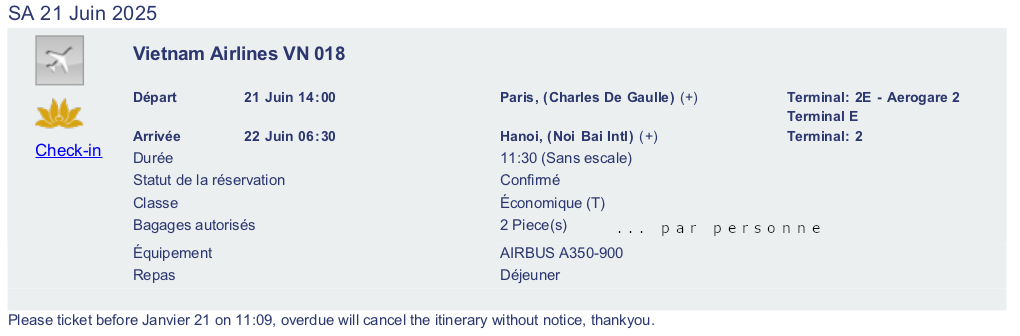 SA 21 Juin 2025
Vietnam Airlines VN 018
Départ 21 Juin 14:00 Paris, (Charles De Gaulle) (+) Terminal: 2E - Aerogare 2
Terminal E
Arrivée 22 Juin 06:30 Hanoi, (Noi Bai Intl) (+) Terminal: 2
Check-in
Durée 11:30 (Sans escale)
Statut de la réservation Confirmé
Classe Économique (T)
Bagages autorisés 2 Piece(s) ... par personne
Équipement AIRBUS A350-900
Repas Déjeuner
Please ticket before Janvier 21 on 11:09, overdue will cancel the itinerary without notice, thankyou.